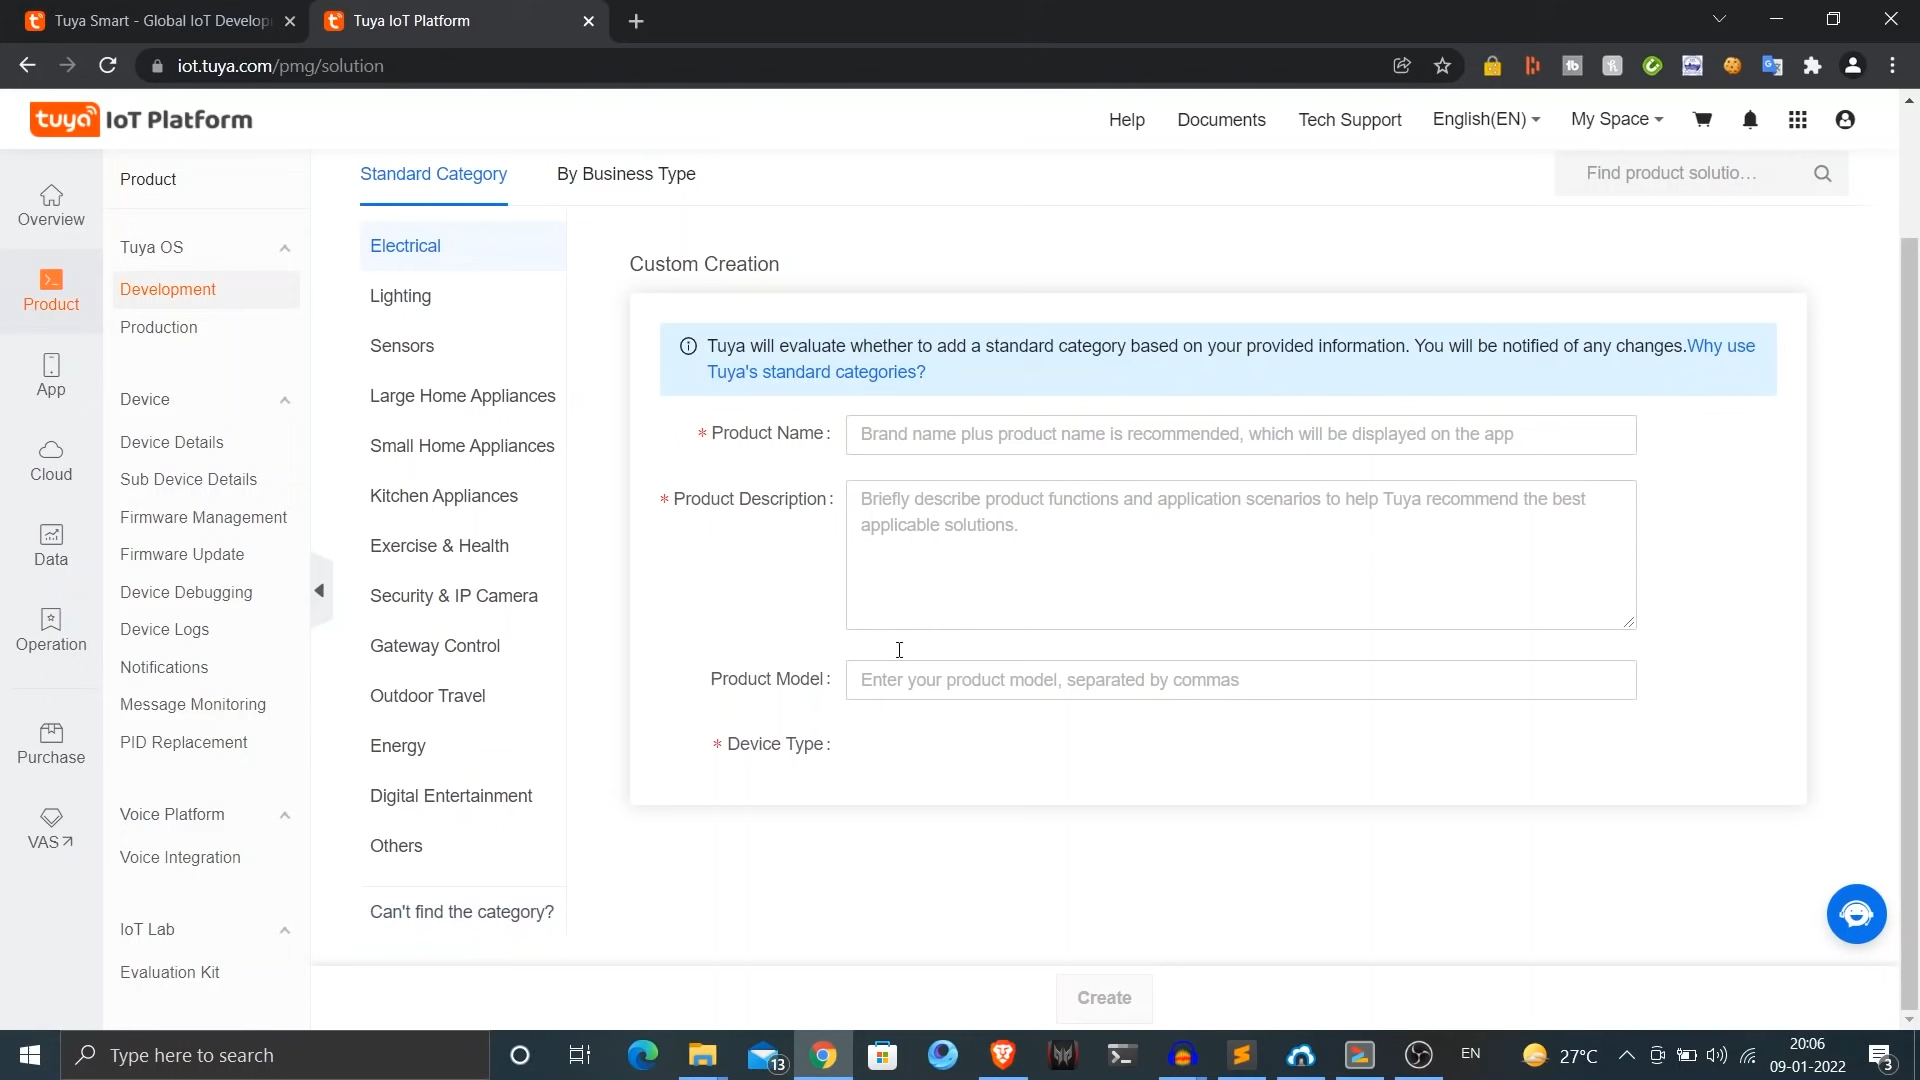 Tuya Smart - Global IoT Develop
Tuya IoT Platform
iot.tuya.com/pmg/solution
tuya IoT Platform
Help
Documents
Tech Support
English(EN)
My Space
Overview
Product
App
Cloud
Data
Operation
Purchase
VAS
Product
Tuya OS
Development
Production
Device
Device Details
Sub Device Details
Firmware Management
Firmware Update
Device Debugging
Device Logs
Notifications
Message Monitoring
PID Replacement
Voice Platform
Voice Integration
IoT Lab
Evaluation Kit
Standard Category
By Business Type
Find product solutio...
Electrical
Lighting
Sensors
Large Home Appliances
Small Home Appliances
Kitchen Appliances
Exercise & Health
Security & IP Camera
Gateway Control
Outdoor Travel
Energy
Digital Entertainment
Others
Can't find the category?
Custom Creation
Tuya will evaluate whether to add a standard category based on your provided information. You will be notified of any changes.Why use
Tuya's standard categories?
* Product Name: Brand name plus product name is recommended, which will be displayed on the app
* Product Description: Briefly describe product functions and application scenarios to help Tuya recommend the best
applicable solutions.
Product Model: Enter your product model, separated by commas
* Device Type:
Create
Type here to search
13
EN
27°C
20:06
09-01-2022
3